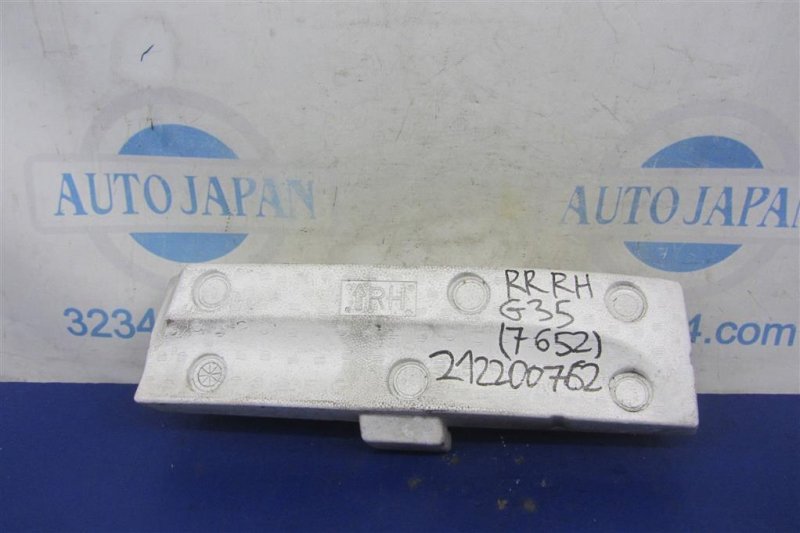 AUTO JAPAN
AUTO JAPAN
3234
4.com
RH
RR RH
G35
(7652)
212200762